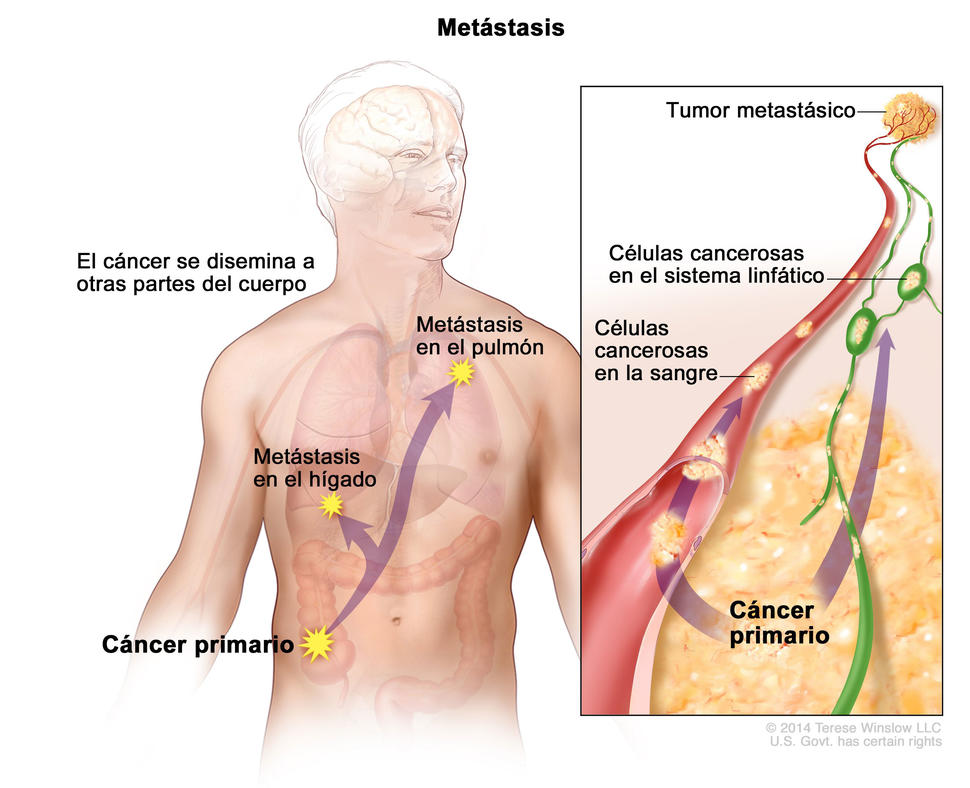 Metástasis
El cáncer se disemina a
otras partes del cuerpo
Metástasis
en el pulmón
Metástasis
en el hígado
Cáncer primario
Tumor metastásico
Células cancerosas
en el sistema linfático
Células
cancerosas
en la sangre
Cáncer
primario
© 2014 Terese Winslow LLC
U.S. Govt. has certain rights